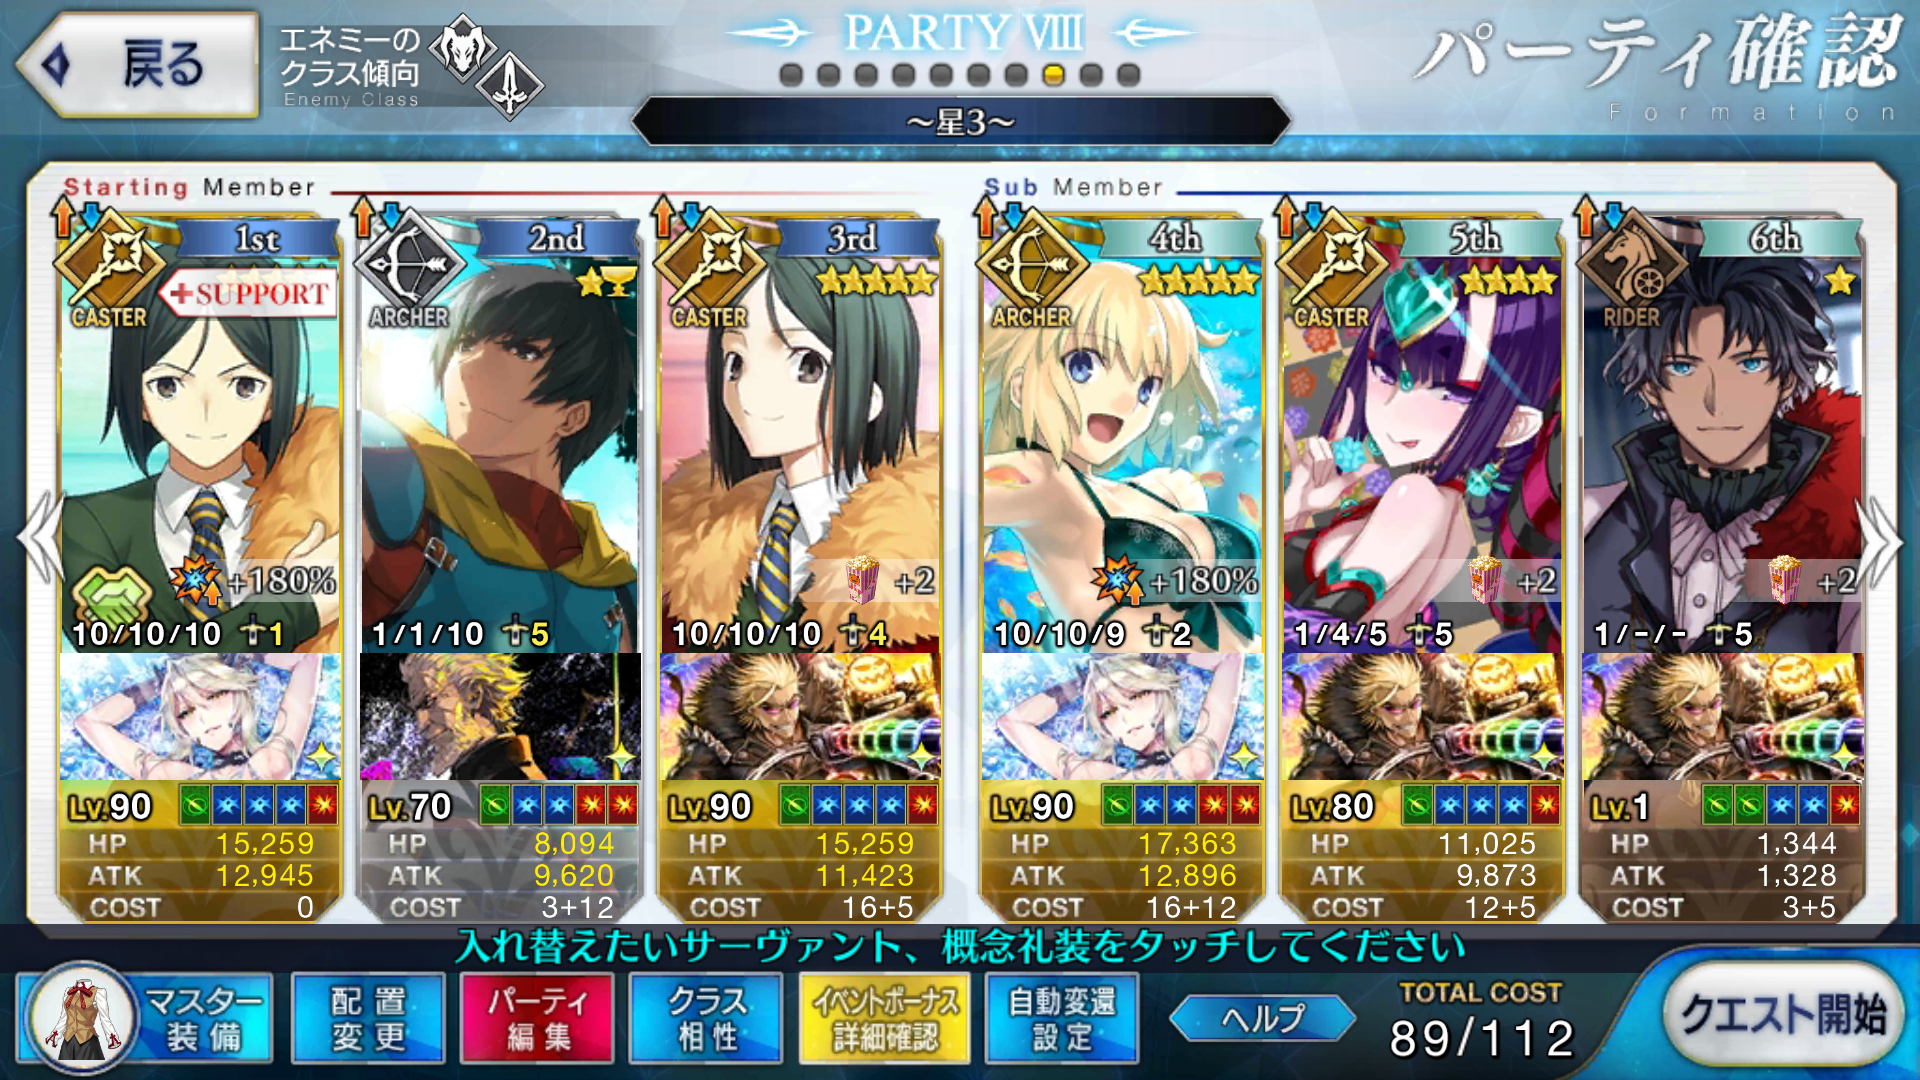 戻る
エネミーの
クラス傾向
Enemy Class
PARTY VIII
～星3～
パーティ確認
Formation
Starting Member
Sub Member
1st
CASTER
+SUPPORT
+180%
10/10/10 1
Lv.90
HP 15,259
ATK 12,945
COST 0
2nd
ARCHER
1/1/10 5
Lv.70
HP 8,094
ATK 9,620
COST 3+12
3rd
CASTER
+2
10/10/10 4
Lv.90
HP 15,259
ATK 11,423
COST 16+5
4th
ARCHER
+180%
10/10/9 2
Lv.90
HP 17,363
ATK 12,896
COST 16+12
5th
CASTER
+2
1/4/5 5
Lv.80
HP 11,025
ATK 9,873
COST 12+5
6th
RIDER
+2
1/-/- 5
Lv.1
HP 1,344
ATK 1,328
COST 3+5
入れ替えたいサーヴァント、概念礼装をタッチしてください
マスター
装備
配置
変更
パーティ
編集
クラス
相性
イベントボーナス
詳細確認
自動変還
設定
ヘルプ
TOTAL COST
89/112
クエスト開始